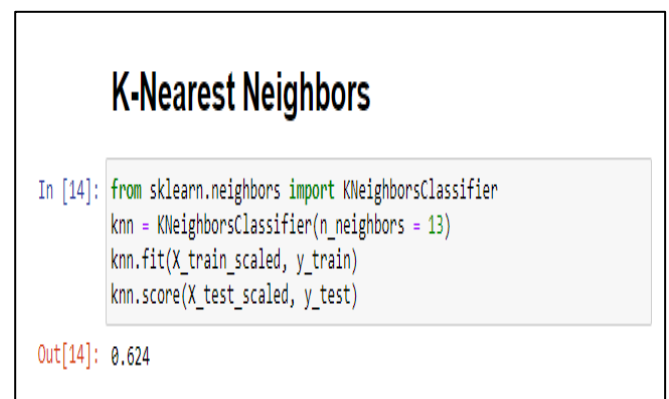 K-Nearest Neighbors
In [14]: from sklearn.neighbors import KNeighborsClassifier
knn = KNeighborsClassifier(n_neighbors = 13)
knn.fit(X_train_scaled, y_train)
knn.score(X_test_scaled, y_test)
Out[14]: 0.624